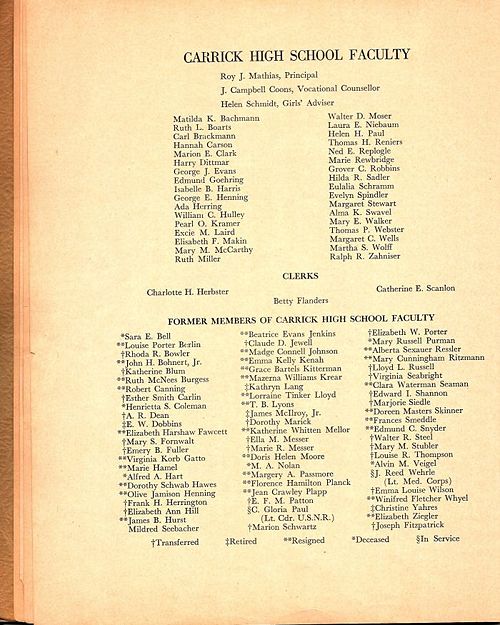 CARRICK HIGH SCHOOL FACULTY
Roy J. Mathias, Principal
J. Campbell Coons, Vocational Counsellor
Helen Schmidt, Girls' Adviser
Matilda K. Bachmann
Ruth L. Boarts
Carl Brackmann
Hannah Carson
Marion E. Clark
Harry Dittmar
George J. Evans
Edmund Goehring
Isabelle B. Harris
George E. Henning
Ada Herring
William C. Hulley
Pearl O. Kramer
Excie M. Laird
Elisabeth F. Makin
Mary M. McCarthy
Ruth Miller
Walter D. Moser
Laura E. Niebaum
Helen H. Paul
Thomas H. Reniers
Ned E. Replogle
Marie Rewbridge
Grover C. Robbins
Hilda R. Sadler
Eulalia Schramm
Evelyn Spindler
Margaret Stewart
Alma K. Swavel
Mary E. Walker
Thomas P. Webster
Margaret C. Wells
Martha S. Wolff
Ralph R. Zahniser
CLERKS
Charlotte H. Herbster
Catherine E. Scanlon
Betty Flanders
FORMER MEMBERS OF CARRICK HIGH SCHOOL FACULTY
*Sara E. Bell
**Louise Porter Berlin
†Rhoda R. Bowler
**John H. Bohnert, Jr.
†Katherine Blum
**Ruth McNees Burgess
**Robert Canning
†Esther Smith Carlin
*Henrietta S. Coleman
†A. R. Dean
‡E. W. Dobbins
**Elizabeth Harshaw Fawcett
†Mary S. Fornwalt
†Emery B. Fuller
**Virginia Korb Gatto
**Marie Hamel
*Alfred A. Hart
**Dorothy Schwab Hawes
**Olive Jamison Henning
†Frank H. Herrington
†Elizabeth Ann Hill
**James B. Hurst
Mildred Seebacher
**Beatrice Evans Jenkins
†Claude D. Jewell
**Madge Connell Johnson
**Emma Kelly Kenah
**Grace Bartels Kitterman
**Mazerna Williams Krear
‡Kathryn Lang
**Lorraine Tinker Lloyd
**T. B. Lyons
‡James McIlroy, Jr.
†Dorothy Marick
**Katherine Whitten Mellor
†Ella M. Messer
†Marie R. Messer
**Doris Helen Moore
*M. A. Nolan
**Margery A. Passmore
**Florence Hamilton Planck
**Jean Crawley Plapp
†E. F. M. Patton
§C. Gloria Paul
(Lt. Cdr. U.S.N.R.)
†Marion Schwartz
†Elizabeth W. Porter
*Mary Russell Purman
**Alberta Sexauer Ressler
**Mary Cunningham Ritzmann
†Lloyd L. Russell
†Virginia Seabright
**Clara Waterman Seaman
†Edward I. Shannon
†Marjorie Siedle
**Doreen Masters Skinner
**Frances Smeddle
**Edmund C. Snyder
†Walter R. Steel
†Mary M. Stubler
†Louise R. Thompson
*Alvin M. Veigel
§J. Reed Wehrle
(Lt. Med. Corps)
†Emma Louise Wilson
**Winifred Fletcher Whyel
‡Christine Yahres
**Elizabeth Ziegler
†Joseph Fitzpatrick
†Transferred ‡Retired **Resigned *Deceased §In Service